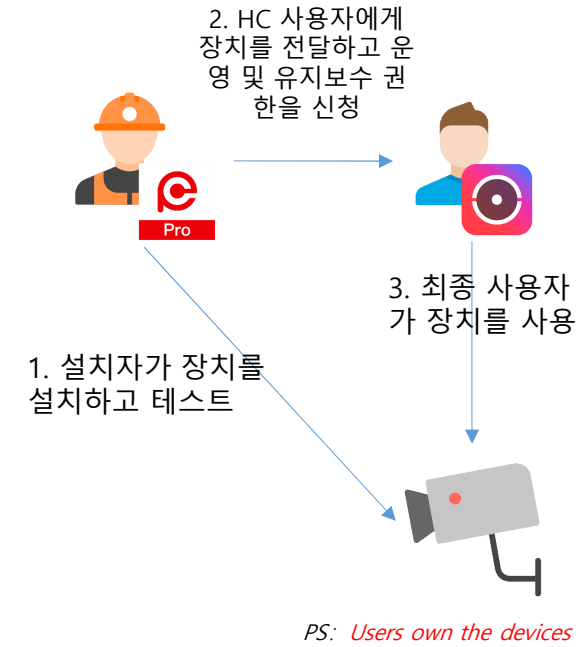 2. HC 사용자에게
장치를 전달하고 운
영 및 유지보수 권
한을 신청
Pro
3. 최종 사용자
가 장치를 사용
1. 설치자가 장치를
설치하고 테스트
PS: Users own the devices